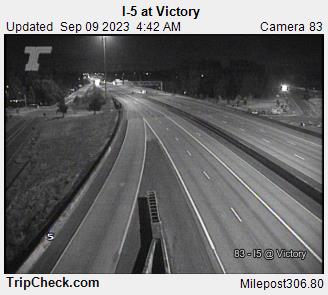 I-5 at Victory
Updated Sep 09 2023 4:42 AM Camera 83
T
5
83 - I5 @ Victory
TripCheck.com Milepost306.80